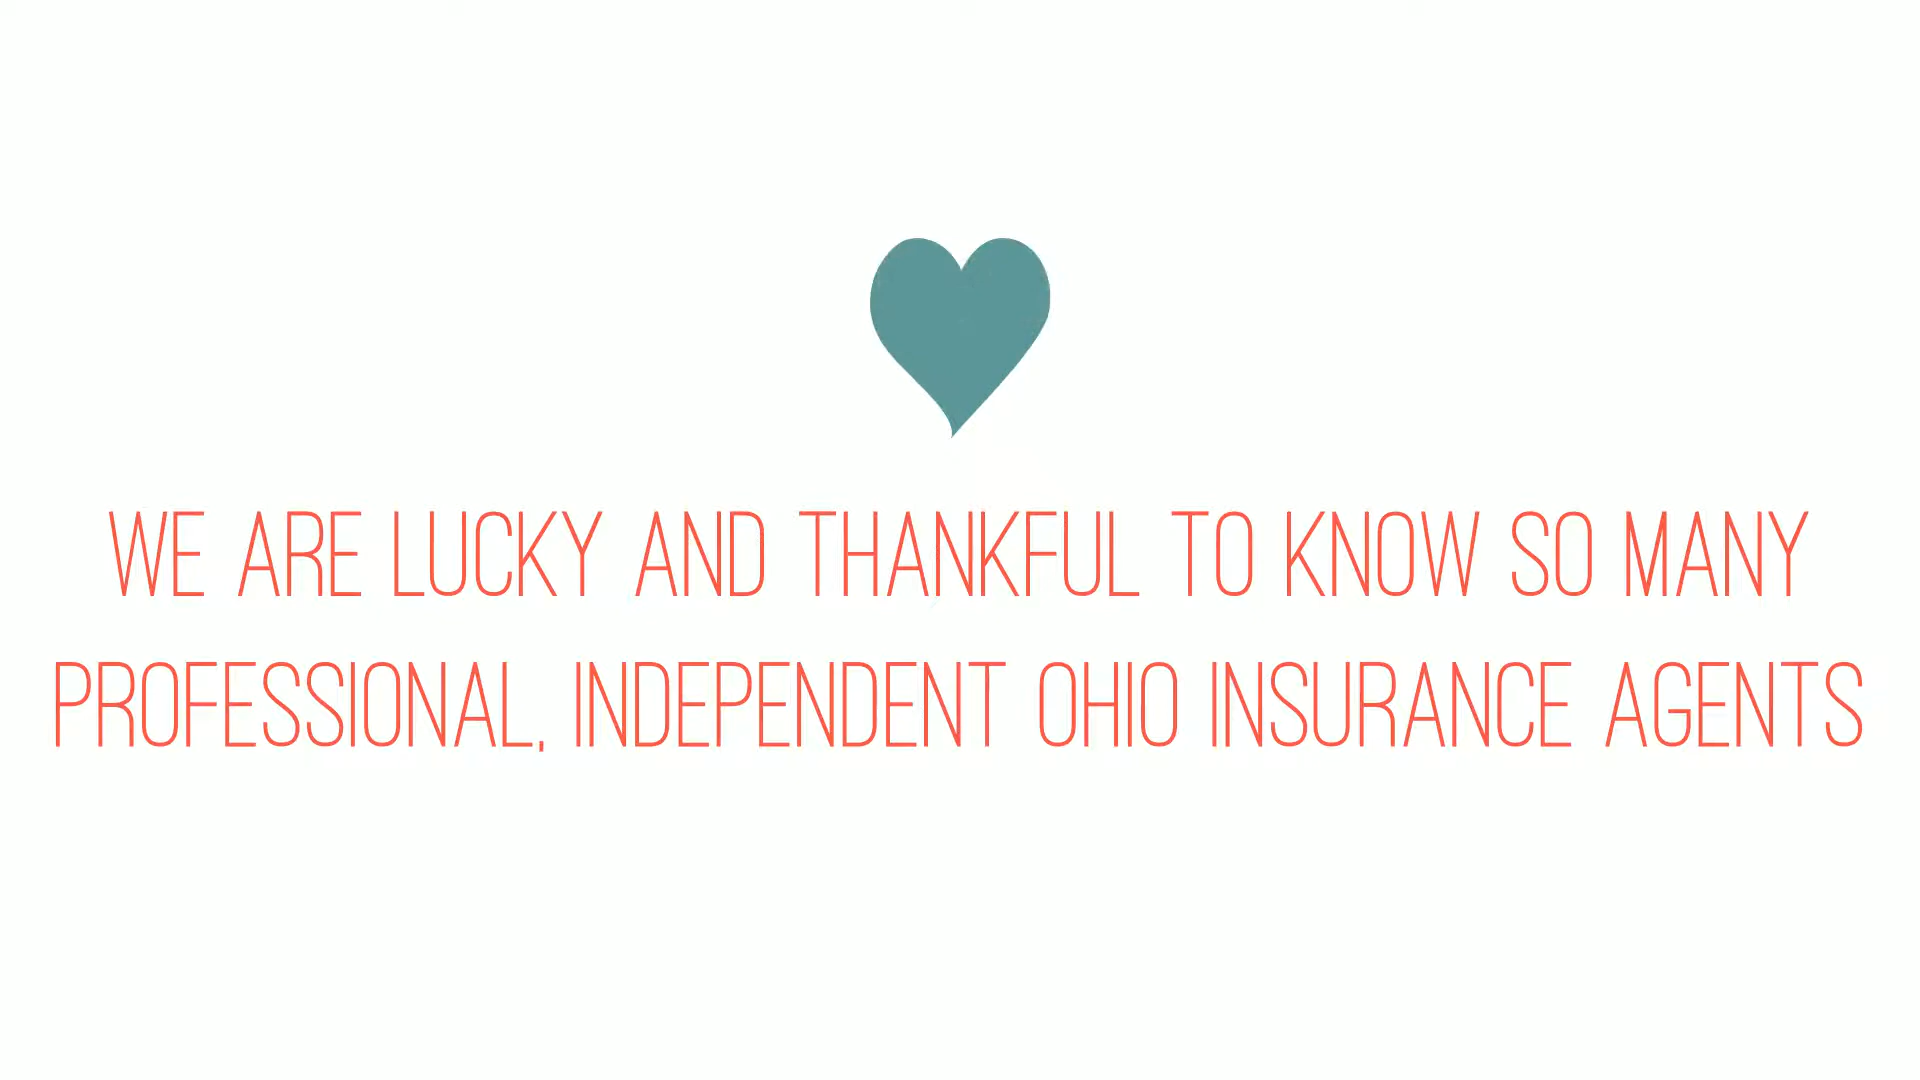 WE ARE LUCKY AND THANKFUL TO KNOW SO MANY
PROFESSIONAL, INDEPENDENT OHIO INSURANCE AGENTS